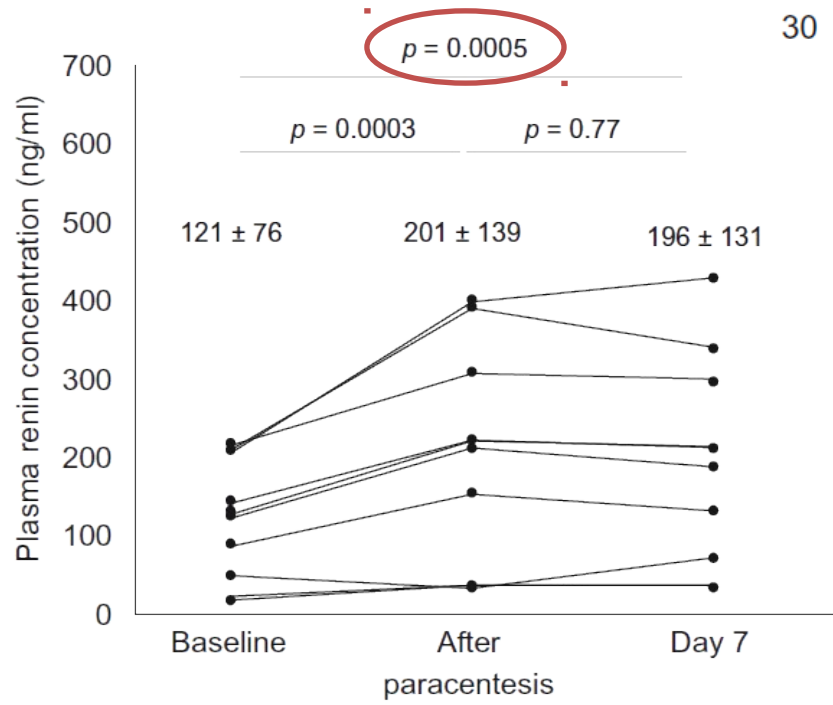 30
p = 0.0005
p = 0.0003
p = 0.77
121 ± 76
201 ± 139
196 ± 131
Plasma renin concentration (ng/ml)
700
600
500
400
300
200
100
0
Baseline
After
Day 7
paracentesis